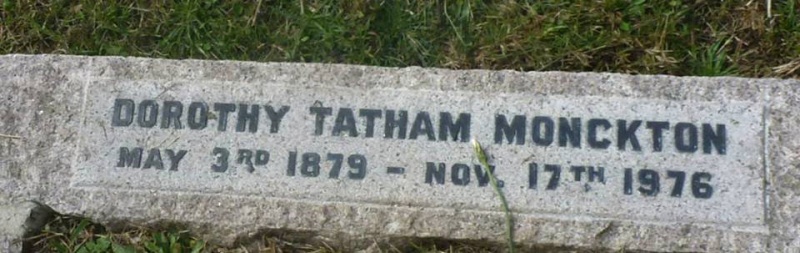 DOROTHY TATHAM MONCKTON
MAY 3RD 1879 - NOV. 17TH 1976